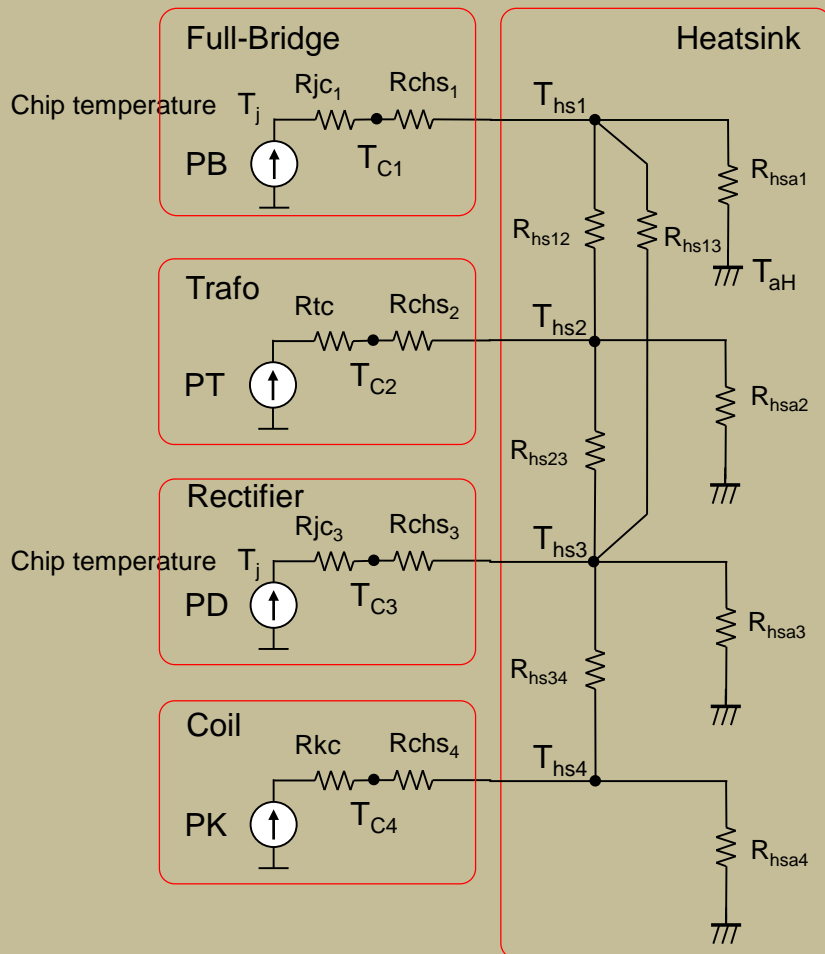 Full-Bridge
Heatsink
Chip temperature
Tj
Rjc1
Rchs1
Ths1
PB
TC1
Rhsa1
Rhs12
Rhs13
TaH
Trafo
Rtc
Rchs2
Ths2
PT
TC2
Rhsa2
Rhs23
Rectifier
Rjc3
Rchs3
Ths3
Chip temperature
Tj
PD
TC3
Rhsa3
Rhs34
Coil
Rkc
Rchs4
Ths4
PK
TC4
Rhsa4